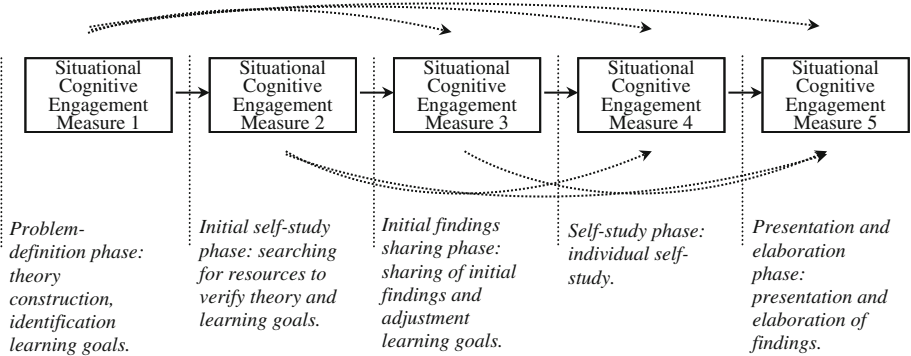 Situational
Cognitive
Engagement
Measure 1
Situational
Cognitive
Engagement
Measure 2
Situational
Cognitive
Engagement
Measure 3
Situational
Cognitive
Engagement
Measure 4
Situational
Cognitive
Engagement
Measure 5
Problem-
definition phase:
theory
construction,
identification
learning goals.
Initial self-study
phase: searching
for resources to
verify theory and
learning goals.
Initial findings
sharing phase:
sharing of initial
findings and
adjustment
learning goals.
Self-study phase:
individual self-
study.
Presentation and
elaboration
phase:
presentation and
elaboration of
findings.